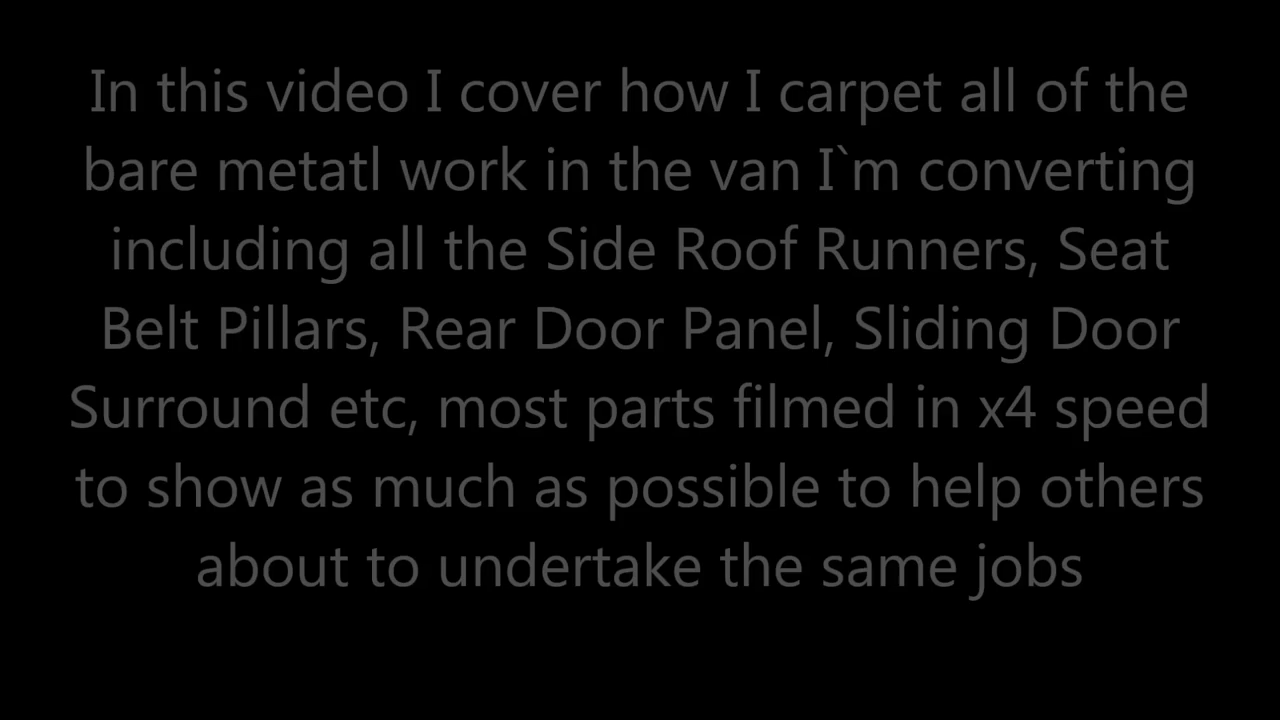 In this video I cover how I carpet all of the
bare metatl work in the van I`m converting
including all the Side Roof Runners, Seat
Belt Pillars, Rear Door Panel, Sliding Door
Surround etc, most parts filmed in x4 speed
to show as much as possible to help others
about to undertake the same jobs